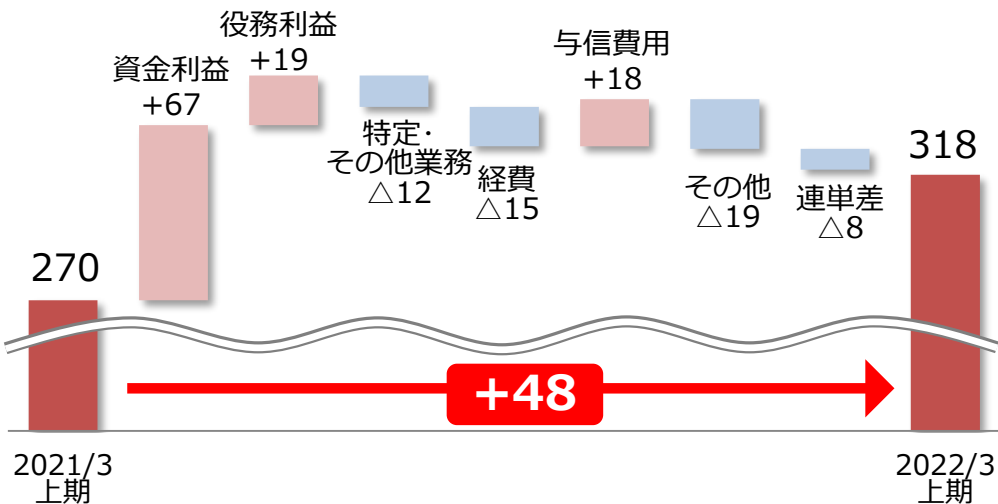 270
資金利益
+67
役務利益
+19
特定・
その他業務
△12
経費
△15
与信費用
+18
その他
△19
連単差
△8
318
+48
2021/3
上期
2022/3
上期